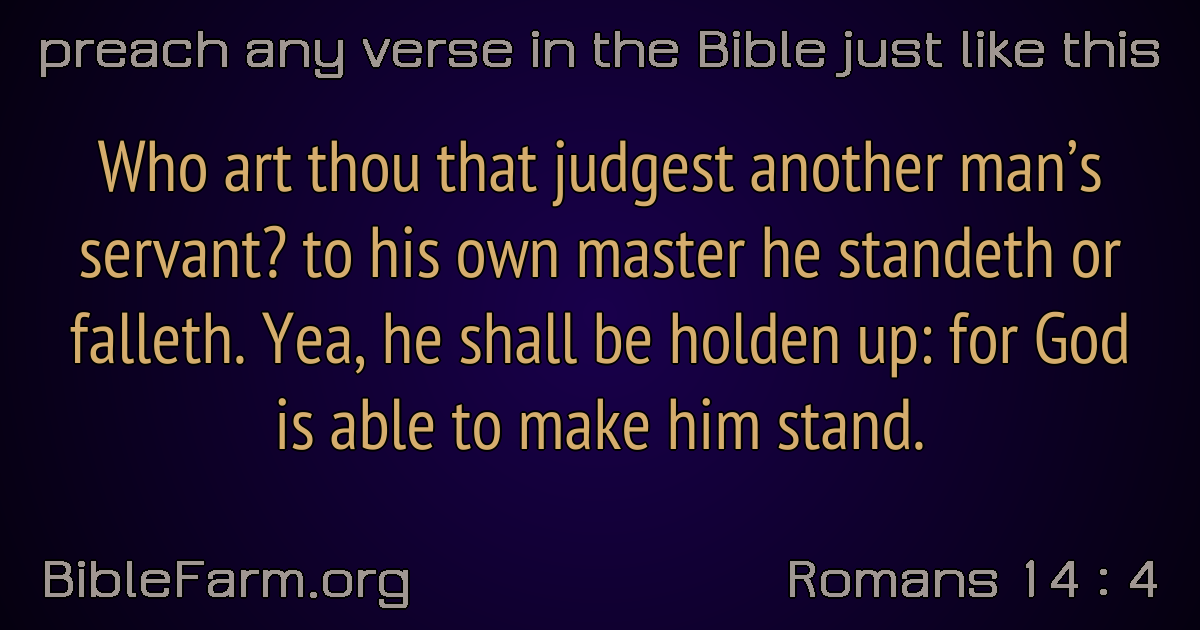 preach any verse in the Bible just like this
Who art thou that judgest another man’s
servant? to his own master he standeth or
falleth. Yea, he shall be holden up: for God
is able to make him stand.
BibleFarm.org
Romans 14 : 4